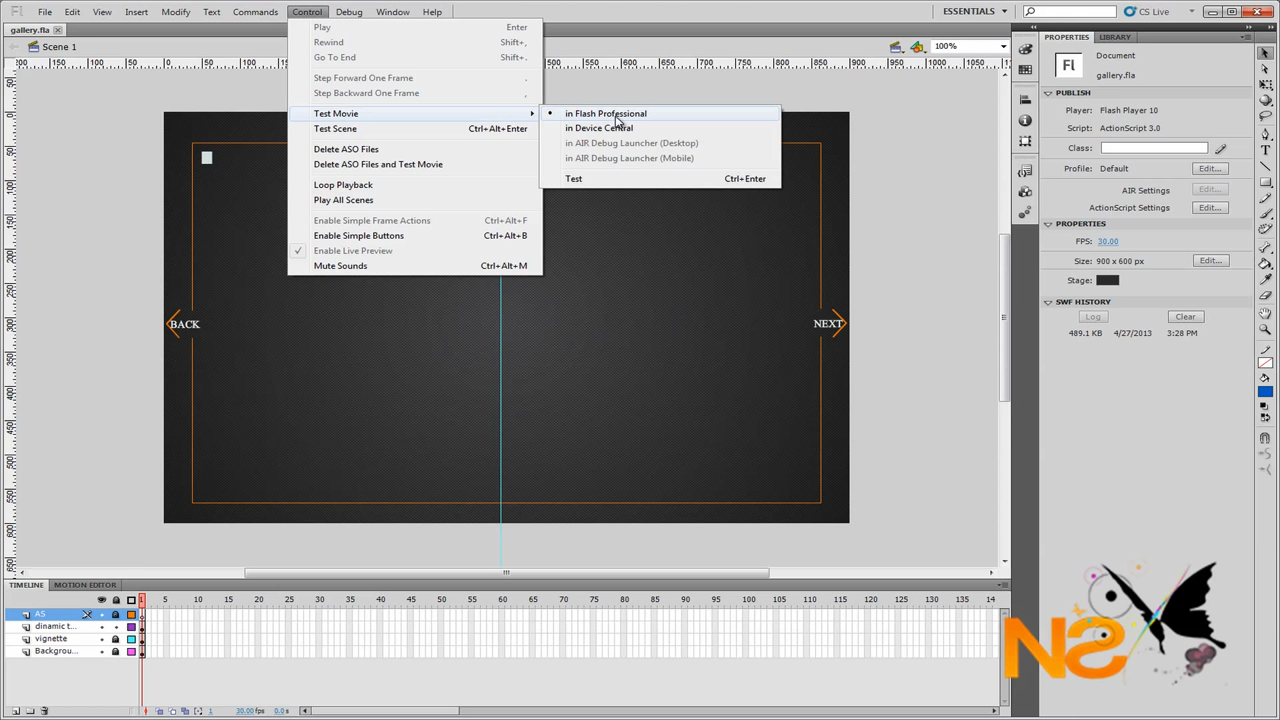 File Edit View Insert Modify Text Commands Control Debug Window Help ESSENTIALS CS Live
gallery.fla
Scene 1 100%
Play Enter
Rewind Shift+,
Go To End Shift+.
Step Forward One Frame .
Step Backward One Frame ,
Test Movie
Test Scene Ctrl+Alt+Enter
Delete ASO Files
Delete ASO Files and Test Movie
Loop Playback
Play All Scenes
Enable Simple Frame Actions Ctrl+Alt+F
Enable Simple Buttons Ctrl+Alt+B
Enable Live Preview
Mute Sounds Ctrl+Alt+M
in Flash Professional
in Device Central
in AIR Debug Launcher (Desktop)
in AIR Debug Launcher (Mobile)
Test Ctrl+Enter
BACK
NEXT
PROPERTIES LIBRARY
Fl
Document
gallery.fla
PUBLISH
Player: Flash Player 10
Script: ActionScript 3.0
Class:
Profile: Default Edit...
AIR Settings Edit...
ActionScript Settings Edit...
PROPERTIES
FPS: 30.00
Size: 900 x 600 px Edit...
Stage:
SWF HISTORY
Log Clear
489.1 KB 4/27/2013 3:28 PM
TIMELINE MOTION EDITOR
1 5 10 15 20 25 30 35 40 45 50 55 60 65 70 75 80 85 90 95 100 105 110 115 120 125 130 135 14
AS
dinamic t...
vignette
Backgrou...
1 30.00 fps 0.0 s
NS